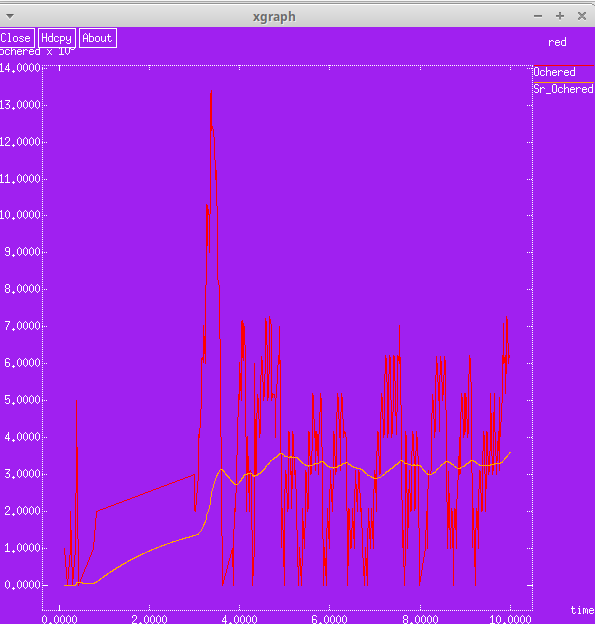 xgraph
Close Hdcpy About
ochered x 10
red
14.0000
Ochered
Sr_Ochered
13.0000
12.0000
11.0000
10.0000
9.0000
8.0000
7.0000
6.0000
5.0000
4.0000
3.0000
2.0000
1.0000
0.0000
time
0.0000 2.0000 4.0000 6.0000 8.0000 10.0000